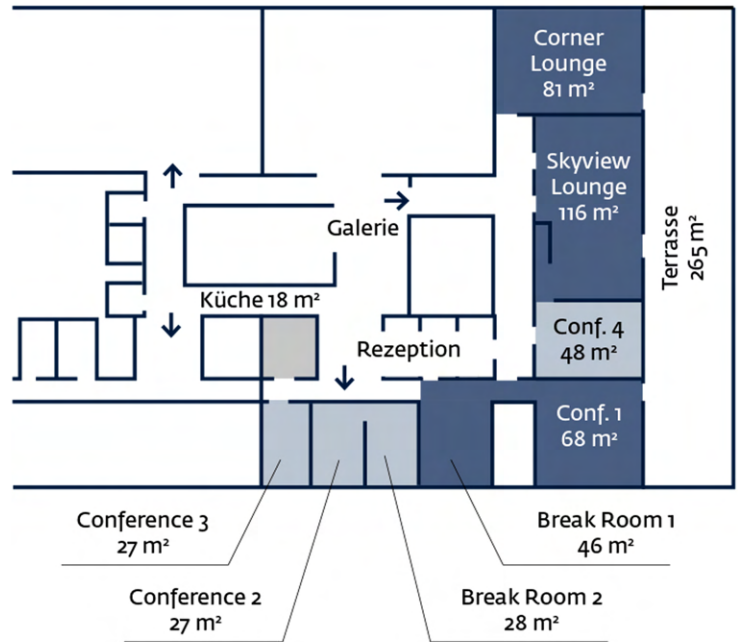 Corner
Lounge
81 m²
Skyview
Lounge
116 m²
Terrasse
265 m²
Galerie
Küche 18 m²
Rezeption
Conf. 4
48 m²
Conf. 1
68 m²
Conference 3
27 m²
Break Room 1
46 m²
Conference 2
27 m²
Break Room 2
28 m²